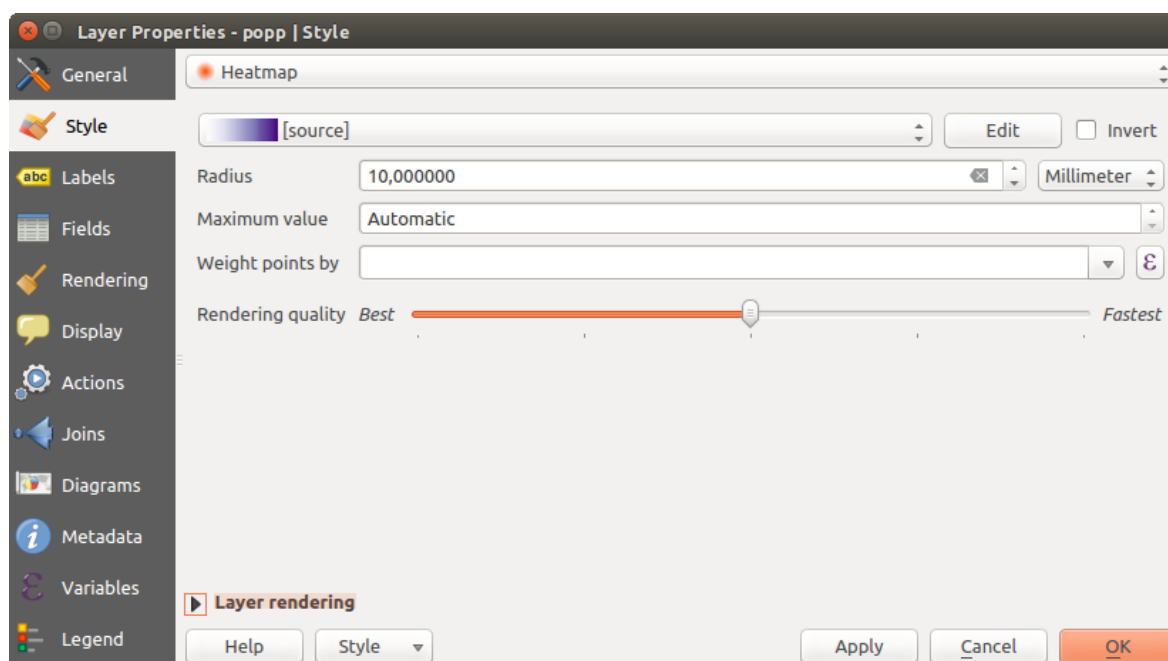 Layer Properties - popp | Style
General
Style
abc Labels
Fields
Rendering
Display
Actions
Joins
Diagrams
Metadata
Variables
Legend
Heatmap
[source]
Edit
Invert
Radius
10,000000
Millimeter
Maximum value
Automatic
Weight points by
ε
Rendering quality
Best
Fastest
Layer rendering
Help
Style
Apply
Cancel
OK